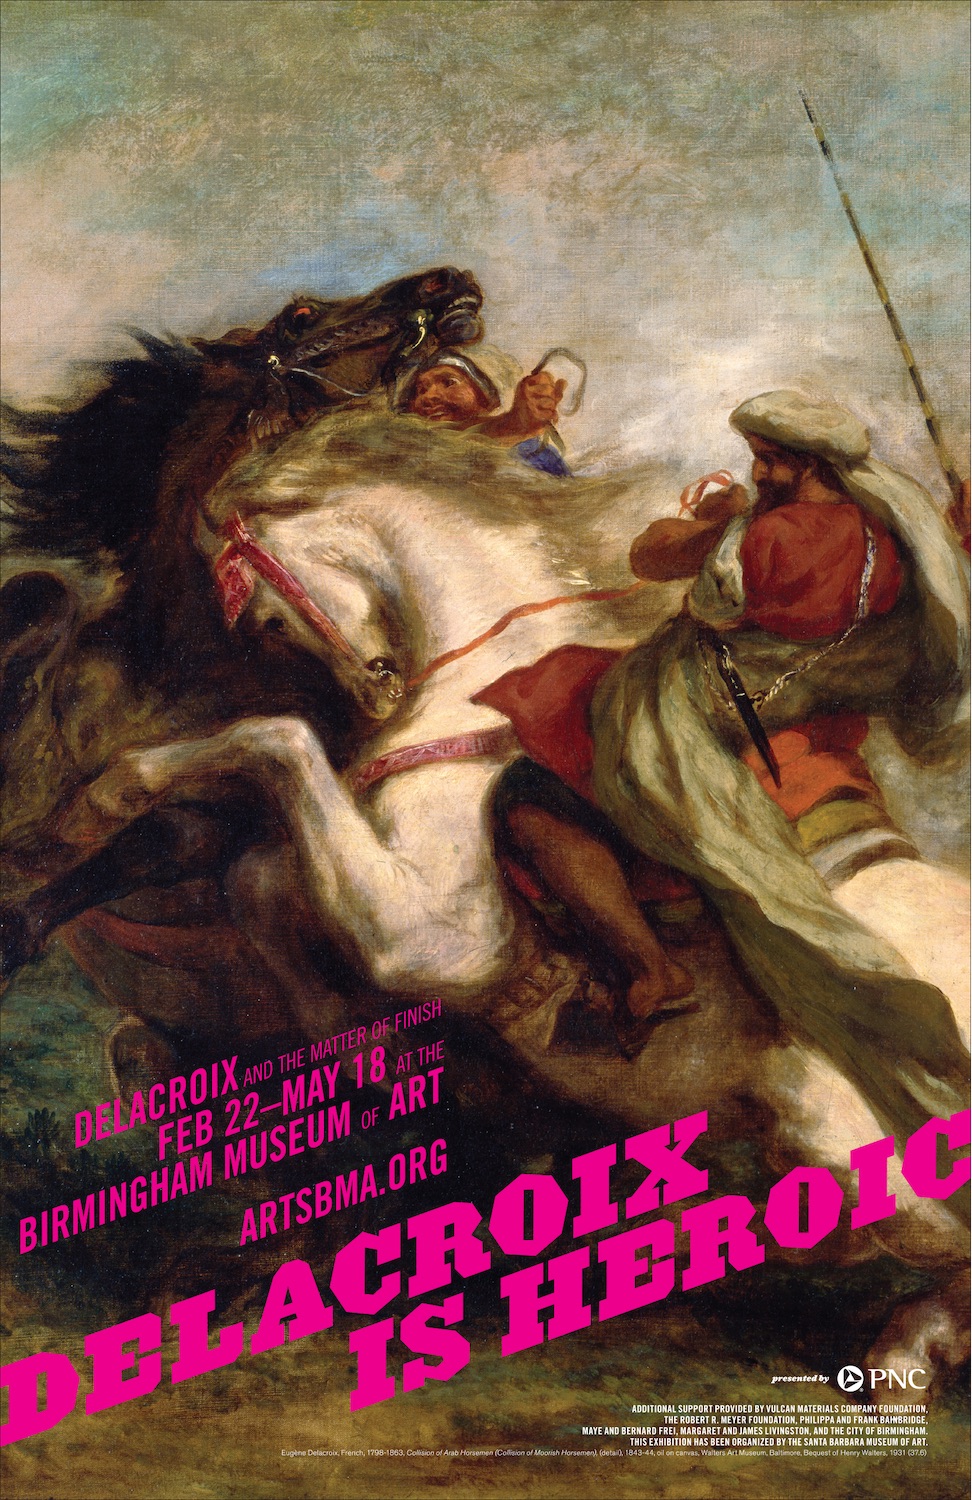 DELACROIX AND THE MATTER OF FINISH
FEB 22–MAY 18 AT THE
BIRMINGHAM MUSEUM OF ART
ARTSBMA.ORG
DELACROIX
IS HEROIC
presented by PNC
ADDITIONAL SUPPORT PROVIDED BY VULCAN MATERIALS COMPANY FOUNDATION,
THE ROBERT R. MEYER FOUNDATION, PHILIPPA AND FRANK BAINBRIDGE,
MAYE AND BERNARD FREI, MARGARET AND JAMES LIVINGSTON, AND THE CITY OF BIRMINGHAM.
THIS EXHIBITION HAS BEEN ORGANIZED BY THE SANTA BARBARA MUSEUM OF ART.
Eugène Delacroix, French, 1798-1863, Collision of Arab Horsemen (Collision of Moorish Horsemen), (detail), 1843-44, oil on canvas, Walters Art Museum, Baltimore, Bequest of Henry Walters, 1931 (37.6)